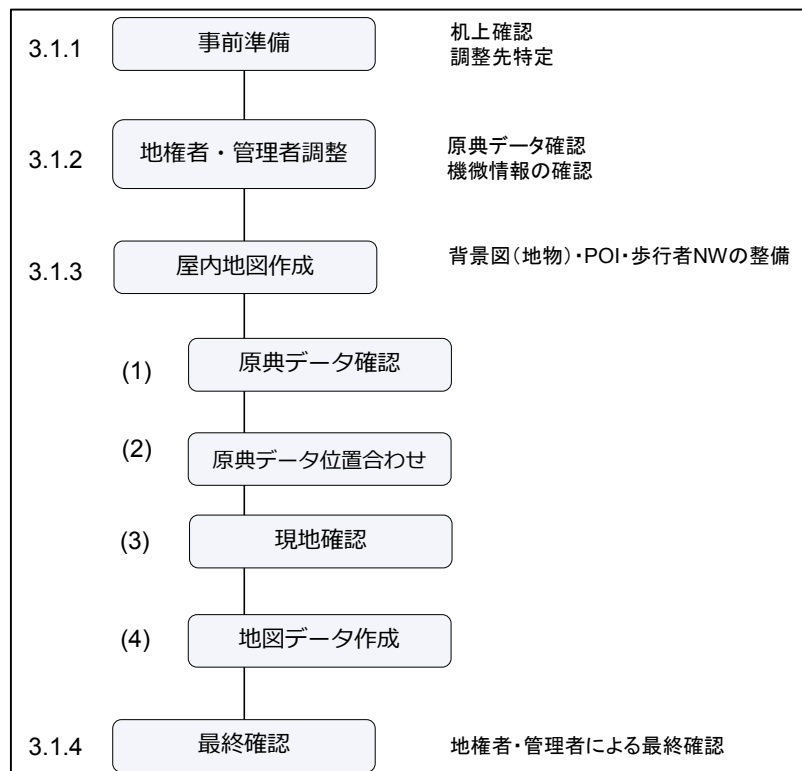 3.1.1 事前準備 机上確認
調整先特定
3.1.2 地権者・管理者調整 原典データ確認
機微情報の確認
3.1.3 屋内地図作成 背景図(地物)・POI・歩行者NWの整備
(1) 原典データ確認
(2) 原典データ位置合わせ
(3) 現地確認
(4) 地図データ作成
3.1.4 最終確認 地権者・管理者による最終確認